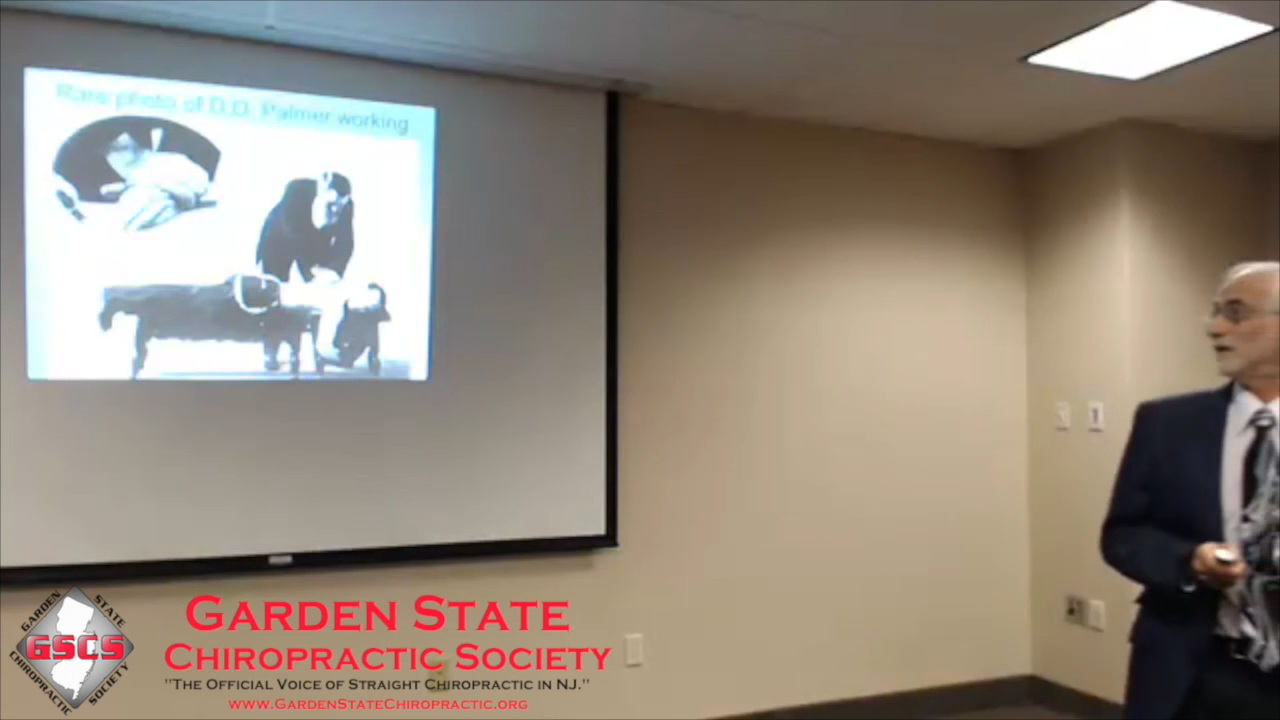 Rare photo of D.D. Palmer working
GARDEN STATE
CHIROPRACTIC SOCIETY
GSCS
GARDEN STATE
CHIROPRACTIC SOCIETY
"THE OFFICIAL VOICE OF STRAIGHT CHIROPRACTIC IN NJ."
WWW.GARDENSTATECHIROPRACTIC.ORG